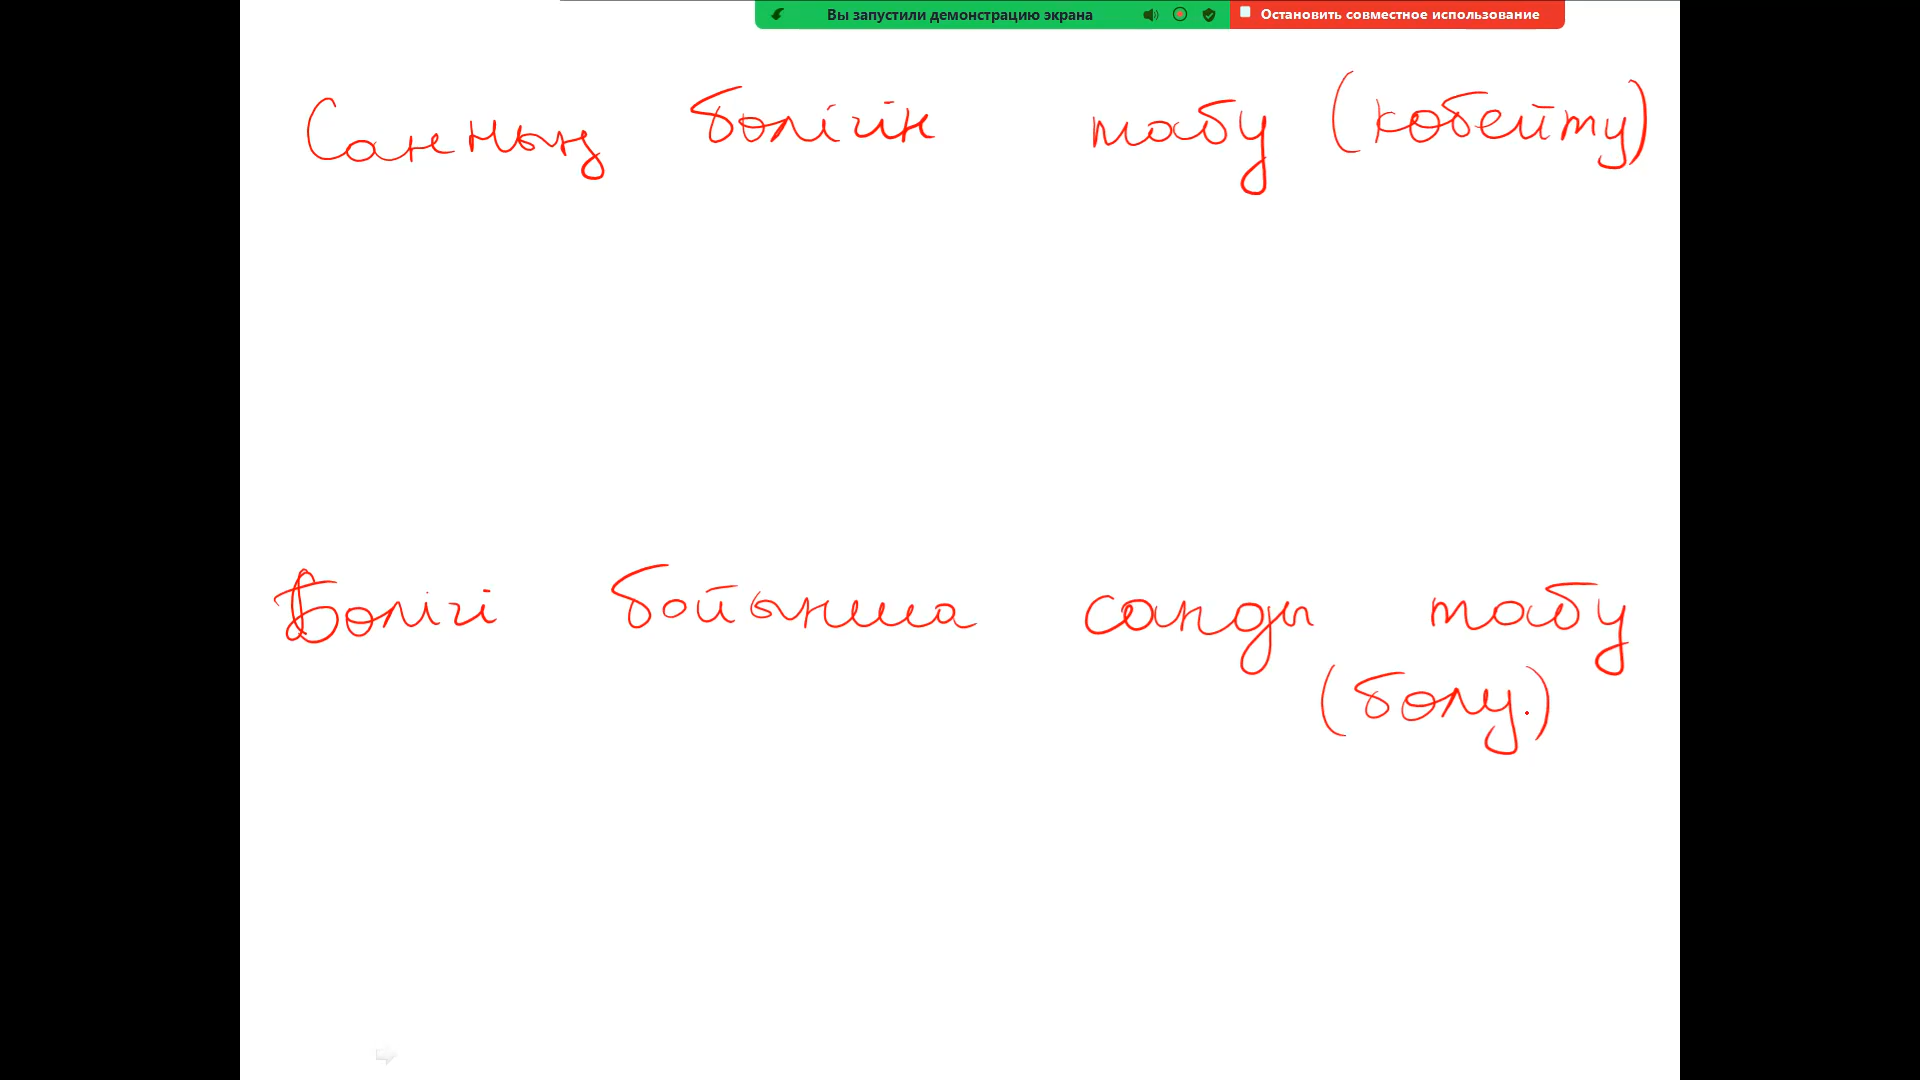 Вы запустили демонстрацию экрана Остановить совместное использование
Санның бөлігін табу (көбейту)
Бөлігі бойынша санды табу
(бөлу.)